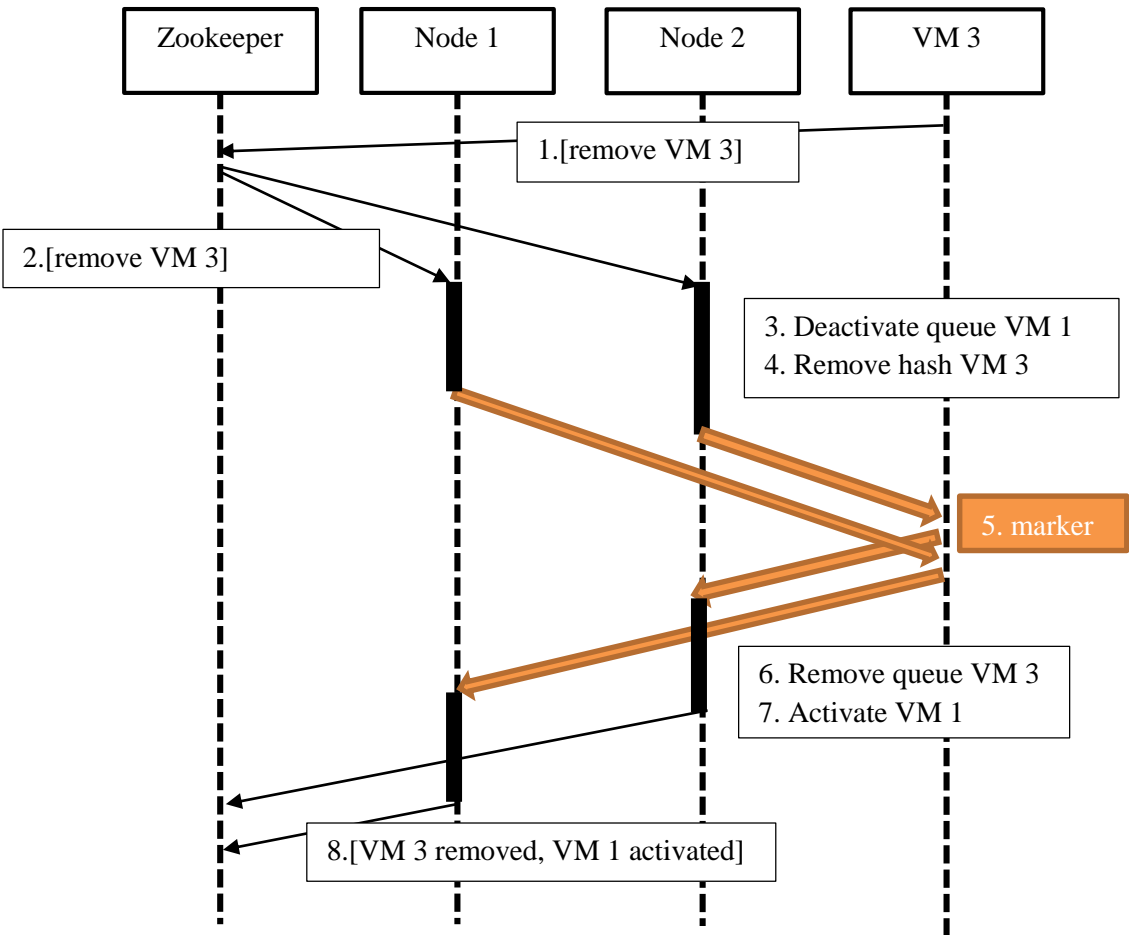 Zookeeper
Node 1
Node 2
VM 3
1.[remove VM 3]
2.[remove VM 3]
3. Deactivate queue VM 1
4. Remove hash VM 3
5. marker
6. Remove queue VM 3
7. Activate VM 1
8.[VM 3 removed, VM 1 activated]